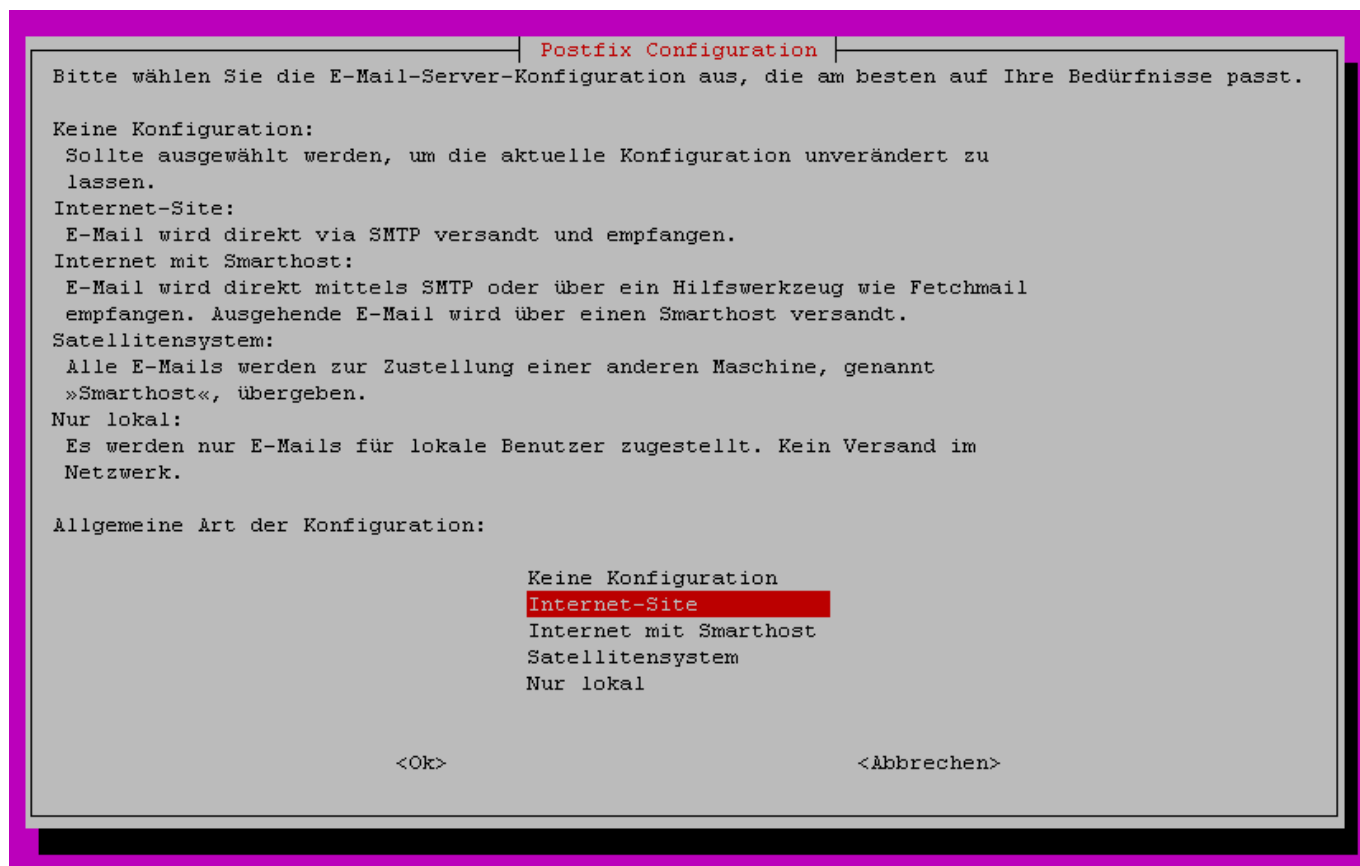 Postfix Configuration
Bitte wählen Sie die E-Mail-Server-Konfiguration aus, die am besten auf Ihre Bedürfnisse passt.
Keine Konfiguration:
Sollte ausgewählt werden, um die aktuelle Konfiguration unverändert zu
lassen.
Internet-Site:
E-Mail wird direkt via SMTP versandt und empfangen.
Internet mit Smarthost:
E-Mail wird direkt mittels SMTP oder über ein Hilfswerkzeug wie Fetchmail
empfangen. Ausgehende E-Mail wird über einen Smarthost versandt.
Satellitensystem:
Alle E-Mails werden zur Zustellung einer anderen Maschine, genannt
»Smarthost«, übergeben.
Nur lokal:
Es werden nur E-Mails für lokale Benutzer zugestellt. Kein Versand im
Netzwerk.
Allgemeine Art der Konfiguration:
Keine Konfiguration
Internet-Site
Internet mit Smarthost
Satellitensystem
Nur lokal
<Ok> <Abbrechen>